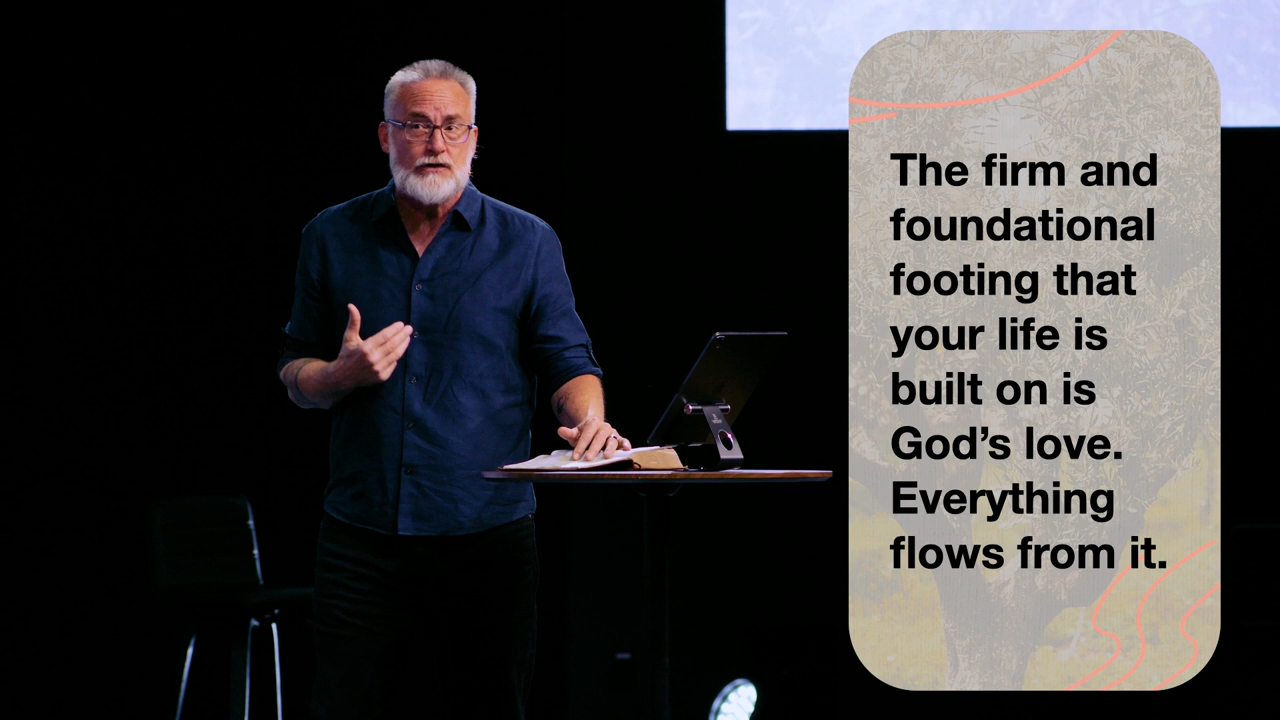 The firm and
foundational
footing that
your life is
built on is
God’s love.
Everything
flows from it.